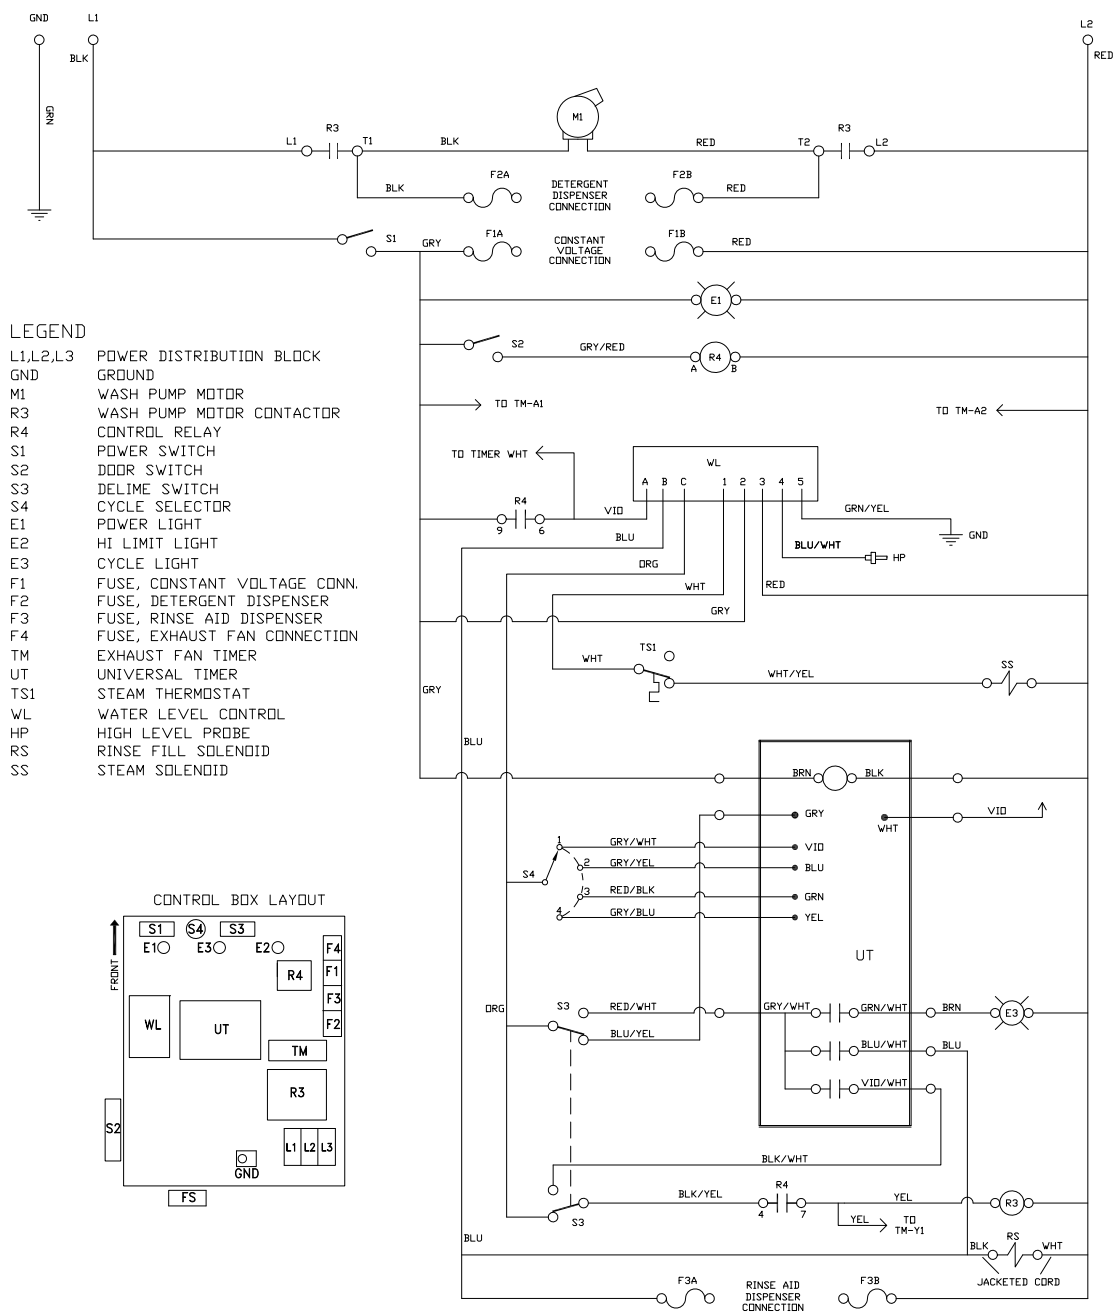 GND
L1
L2
BLK
RED
GRN
M1
L1
R3
T1
BLK
RED
T2
R3
L2
BLK
F2A
DETERGENT
DISPENSER
CONNECTION
F2B
RED
S1
GRY
F1A
CONSTANT
VOLTAGE
CONNECTION
F1B
RED
E1
S2
GRY/RED
A
R4
B
TO TM-A1
TO TM-A2
TO TIMER WHT
WL
A B C 1 2 3 4 5
R4
9 6
VIO
GRN/YEL
GND
BLU
BLU/WHT
HP
ORG
WHT
RED
GRY
TS1
WHT
WHT/YEL
SS
GRY
BLU
BRN
BLK
GRY
VIO
WHT
1
GRY/WHT
VIO
S4
2
GRY/YEL
BLU
3
RED/BLK
GRN
4
GRY/BLU
YEL
UT
ORG
S3
RED/WHT
GRY/WHT
GRN/WHT
BRN
E3
BLU/YEL
BLU/WHT
BLU
VIO/WHT
BLK/WHT
S3
BLK/YEL
R4
4 7
YEL
R3
YEL
TO
TM-Y1
BLU
BLK
RS
WHT
JACKETED CORD
F3A
RINSE AID
DISPENSER
CONNECTION
F3B
LEGEND
L1,L2,L3 POWER DISTRIBUTION BLOCK
GND GROUND
M1 WASH PUMP MOTOR
R3 WASH PUMP MOTOR CONTACTOR
R4 CONTROL RELAY
S1 POWER SWITCH
S2 DOOR SWITCH
S3 DELIME SWITCH
S4 CYCLE SELECTOR
E1 POWER LIGHT
E2 HI LIMIT LIGHT
E3 CYCLE LIGHT
F1 FUSE, CONSTANT VOLTAGE CONN.
F2 FUSE, DETERGENT DISPENSER
F3 FUSE, RINSE AID DISPENSER
F4 FUSE, EXHAUST FAN CONNECTION
TM EXHAUST FAN TIMER
UT UNIVERSAL TIMER
TS1 STEAM THERMOSTAT
WL WATER LEVEL CONTROL
HP HIGH LEVEL PROBE
RS RINSE FILL SOLENOID
SS STEAM SOLENOID
CONTROL BOX LAYOUT
FRONT
S1 S4 S3
E1 E3 E2
F4
R4
F1
F3
WL
UT
F2
TM
R3
S2
L1 L2 L3
GND
FS